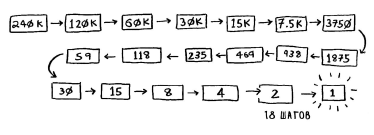 240K → 120K → 60K → 30K → 15K → 7.5K → 3750
59 ← 118 ← 235 ← 469 ← 938 ← 1875
30 → 15 → 8 → 4 → 2 → 1
18 ШАГОВ